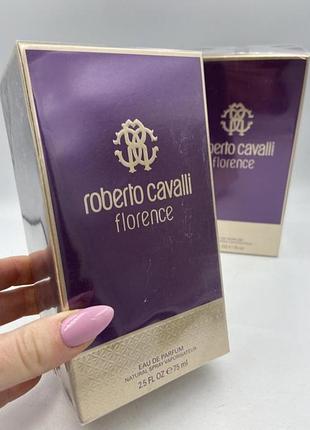 roberto cavalli
florence
EAU DE PARFUM
NATURAL SPRAY VAPORISATEUR
2.5 FL OZ e 75 ml
roberto cavalli
florence